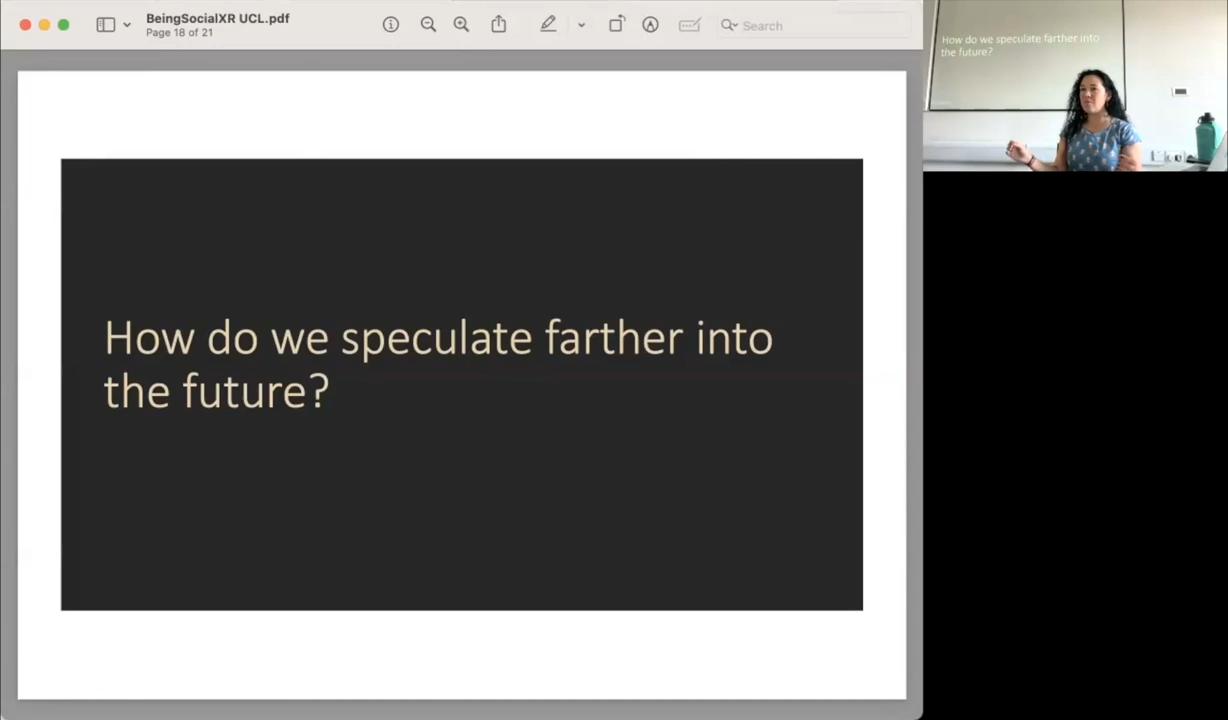 BeingSocialXR UCL.pdf
Page 18 of 21
Search
How do we speculate farther into
the future?
How do we speculate farther into
the future?